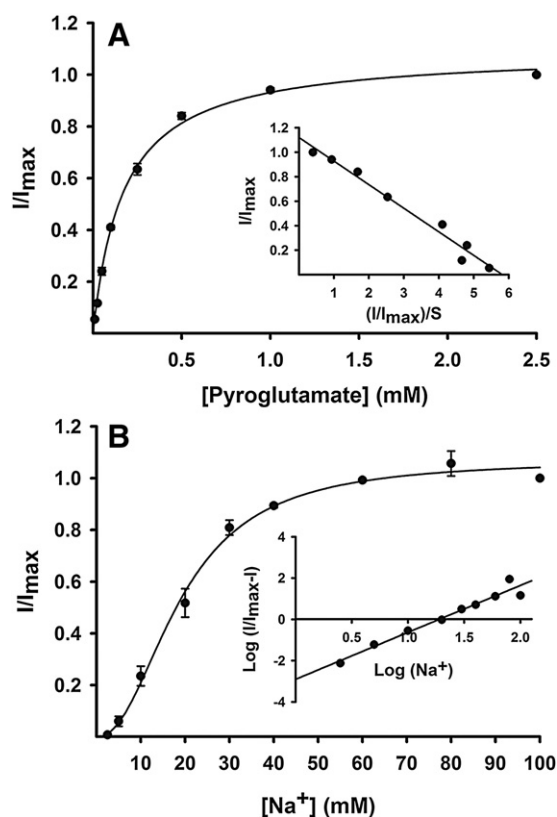 A
1.2
1.0
0.8
0.6
0.4
0.2
I/Imax
0.5
1.0
1.5
2.0
2.5
[Pyroglutamate] (mM)
1.2
1.0
0.8
0.6
0.4
0.2
I/Imax
1 2 3 4 5 6
(I/Imax)/S
B
1.2
1.0
0.8
0.6
0.4
0.2
I/Imax
10 20 30 40 50 60 70 80 90 100
[Na+] (mM)
4
2
0
-2
-4
Log (I/Imax-I)
0.5 1.0 1.5 2.0
Log (Na+)